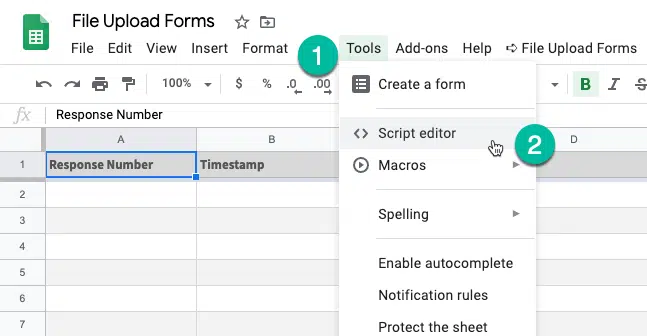 File Upload Forms
File Edit View Insert Format 1 Tools Add-ons Help File Upload Forms
100% $ % .0 .00 B I S
Create a form
fx Response Number
A B D
Script editor 2
1 Response Number Timestamp
Macros
2
3 Spelling
4
5 Enable autocomplete
6 Notification rules
7 Protect the sheet